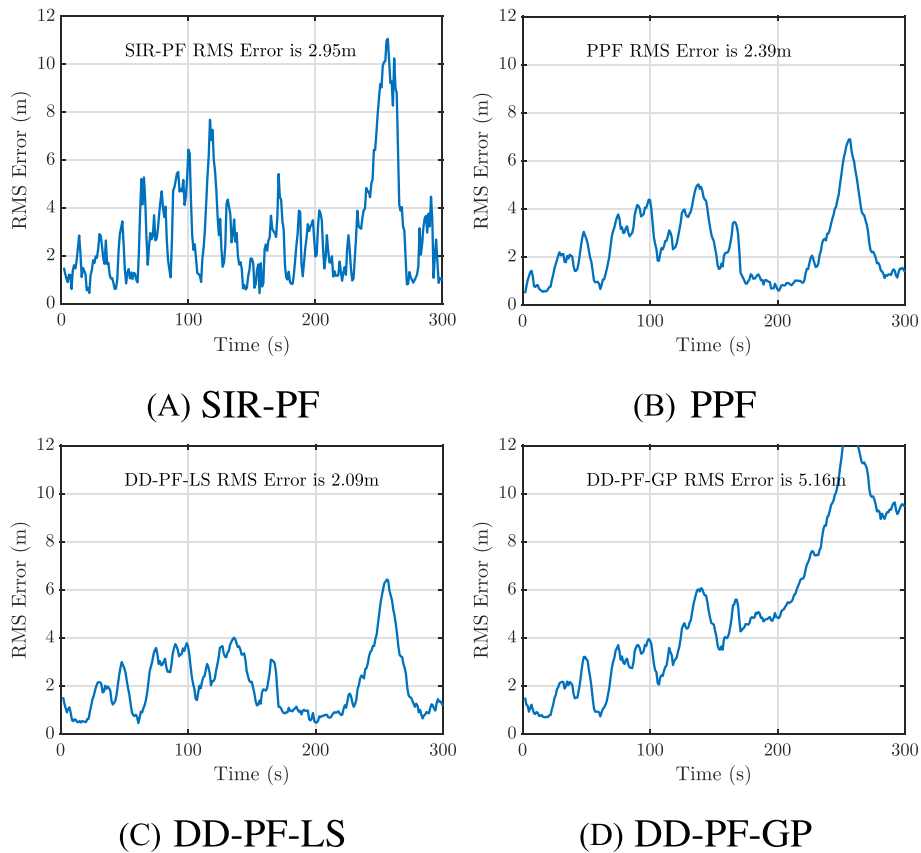 12
10
8
6
4
2
0
RMS Error (m)
SIR-PF RMS Error is 2.95m
0 100 200 300
Time (s)
(A) SIR-PF
12
10
8
6
4
2
0
RMS Error (m)
PPF RMS Error is 2.39m
0 100 200 300
Time (s)
(B) PPF
12
10
8
6
4
2
0
RMS Error (m)
DD-PF-LS RMS Error is 2.09m
0 100 200 300
Time (s)
(C) DD-PF-LS
12
10
8
6
4
2
0
RMS Error (m)
DD-PF-GP RMS Error is 5.16m
0 100 200 300
Time (s)
(D) DD-PF-GP